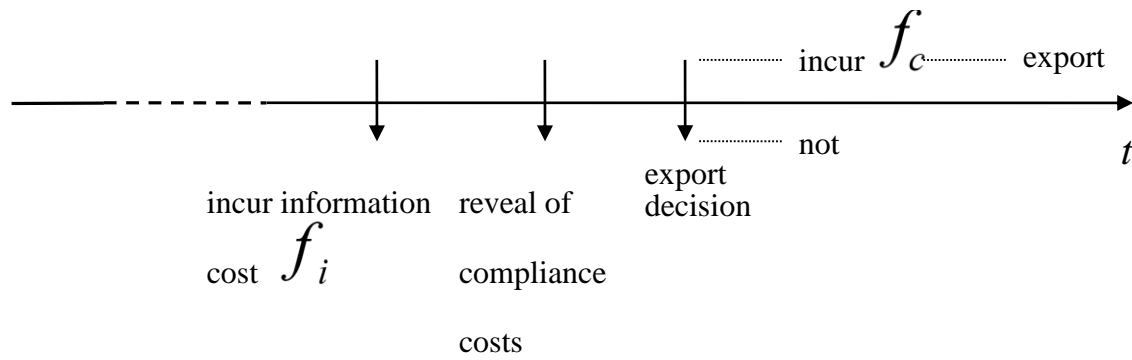 incur f_c export
not
t
export
decision
incur information
cost f_i
reveal of
compliance
costs